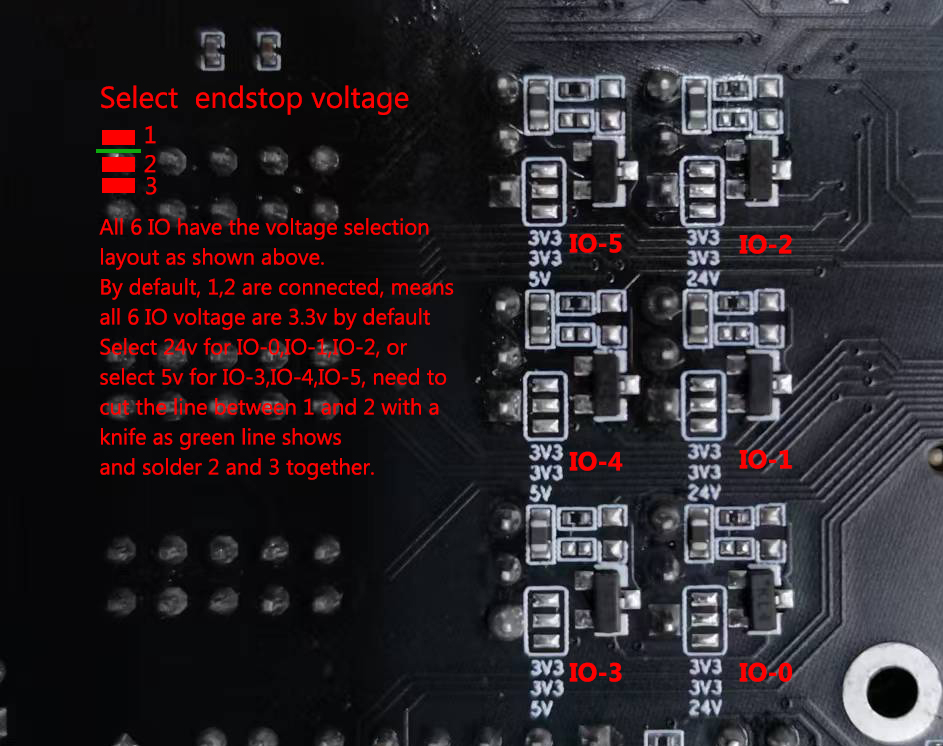 Select endstop voltage
1
2
3
All 6 IO have the voltage selection
layout as shown above.
By default, 1,2 are connected, means
all 6 IO voltage are 3.3v by default
Select 24v for IO-0,IO-1,IO-2, or
select 5v for IO-3,IO-4,IO-5, need to
cut the line between 1 and 2 with a
knife as green line shows
and solder 2 and 3 together.
3V3
3V3
5V
IO-5
3V3
3V3
24V
IO-2
3V3
3V3
5V
IO-4
3V3
3V3
24V
IO-1
3V3
3V3
5V
IO-3
3V3
3V3
24V
IO-0